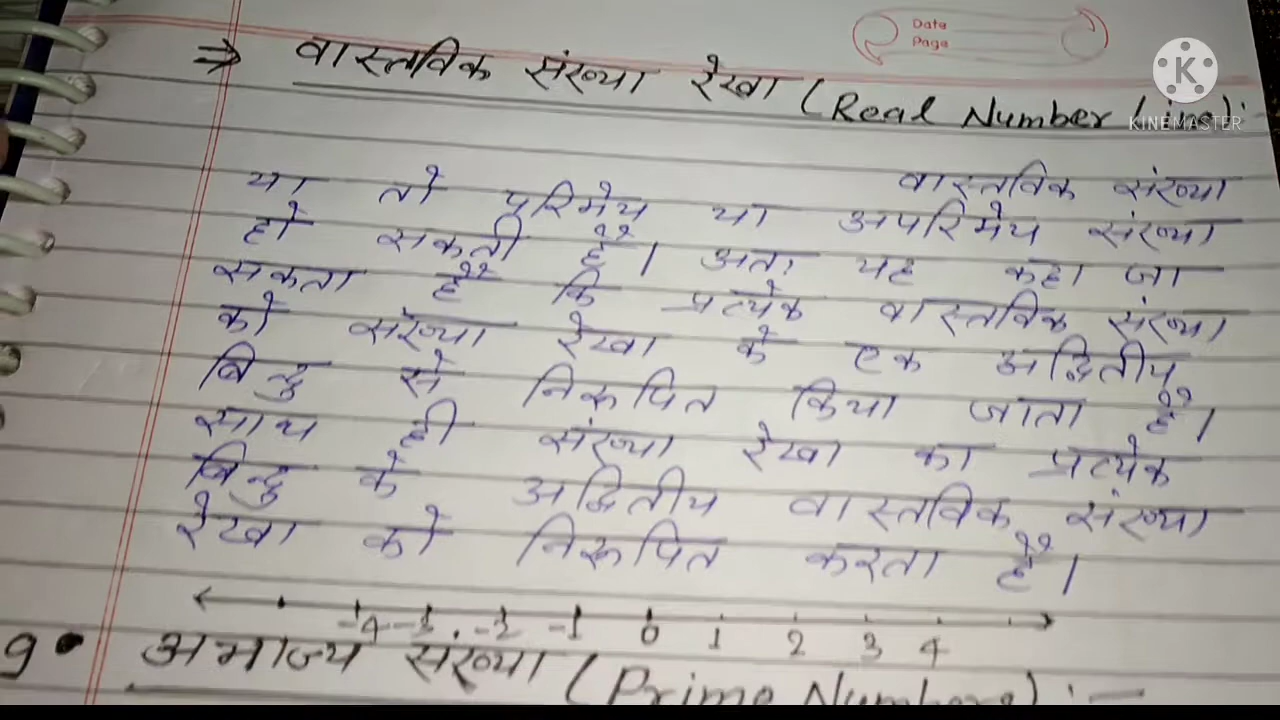 Date
Page
⇒ वास्तविक संख्या रेखा (Real Number Line):
KINEMASTER
वास्तविक संख्या
या तो परिमेय या अपरिमेय संख्या
हो सकती हैं। अतः यह कहा जा
सकता हैं कि प्रत्येक वास्तविक संख्या
को संख्या रेखा के एक अद्वितीय
बिन्दु से निरूपित किया जाता हैं।
साथ ही संख्या रेखा का प्रत्येक
बिन्दु के अद्वितीय वास्तविक संख्या
रेखा को निरूपित करता हैं।
-4 -3 -2 -1 0 1 2 3 4
9. अभाज्य संख्या (Prime Numbers) :-